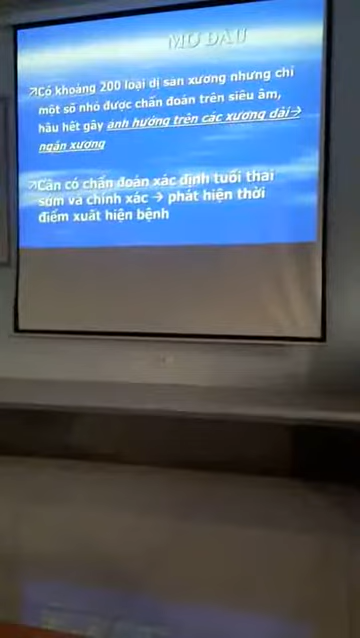 MỞ ĐẦU
Có khoảng 200 loại dị sản xương nhưng chỉ
một số nhỏ được chẩn đoán trên siêu âm,
hầu hết gây ảnh hưởng trên các xương dài→
ngắn xương
Cần có chẩn đoán xác định tuổi thai
sớm và chính xác → phát hiện thời
điểm xuất hiện bệnh